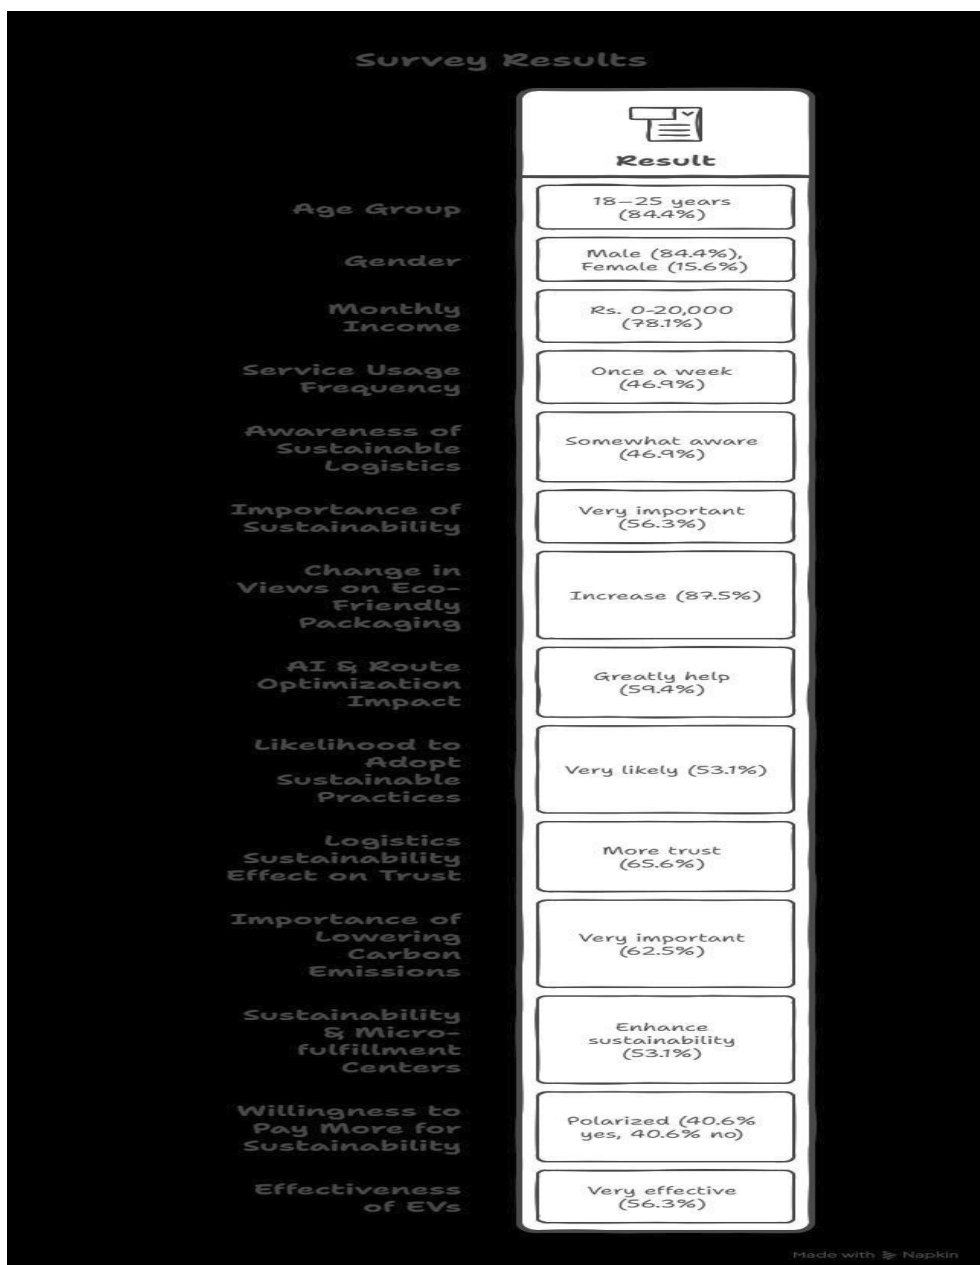 Survey Results
Result
Age Group
18–25 years
(84.4%)
Gender
Male (84.4%),
Female (15.6%)
Monthly
Income
Rs. 0-20,000
(78.1%)
Service Usage
Frequency
Once a week
(46.9%)
Awareness of
Sustainable
Logistics
Somewhat aware
(46.9%)
Importance of
Sustainability
Very important
(56.3%)
Change in
Views on Eco-
Friendly
Packaging
Increase (87.5%)
AI & Route
Optimization
Impact
Greatly help
(59.4%)
Likelihood to
Adopt
Sustainable
Practices
Very likely (53.1%)
Logistics
Sustainability
Effect on Trust
More trust
(65.6%)
Importance of
Lowering
Carbon
Emissions
Very important
(62.5%)
Sustainability
& Micro-
fulfillment
Centers
Enhance
sustainability
(53.1%)
Willingness to
Pay More for
Sustainability
Polarized (40.6%
yes, 40.6% no)
Effectiveness
of EVs
Very effective
(56.3%)
Made with Napkin